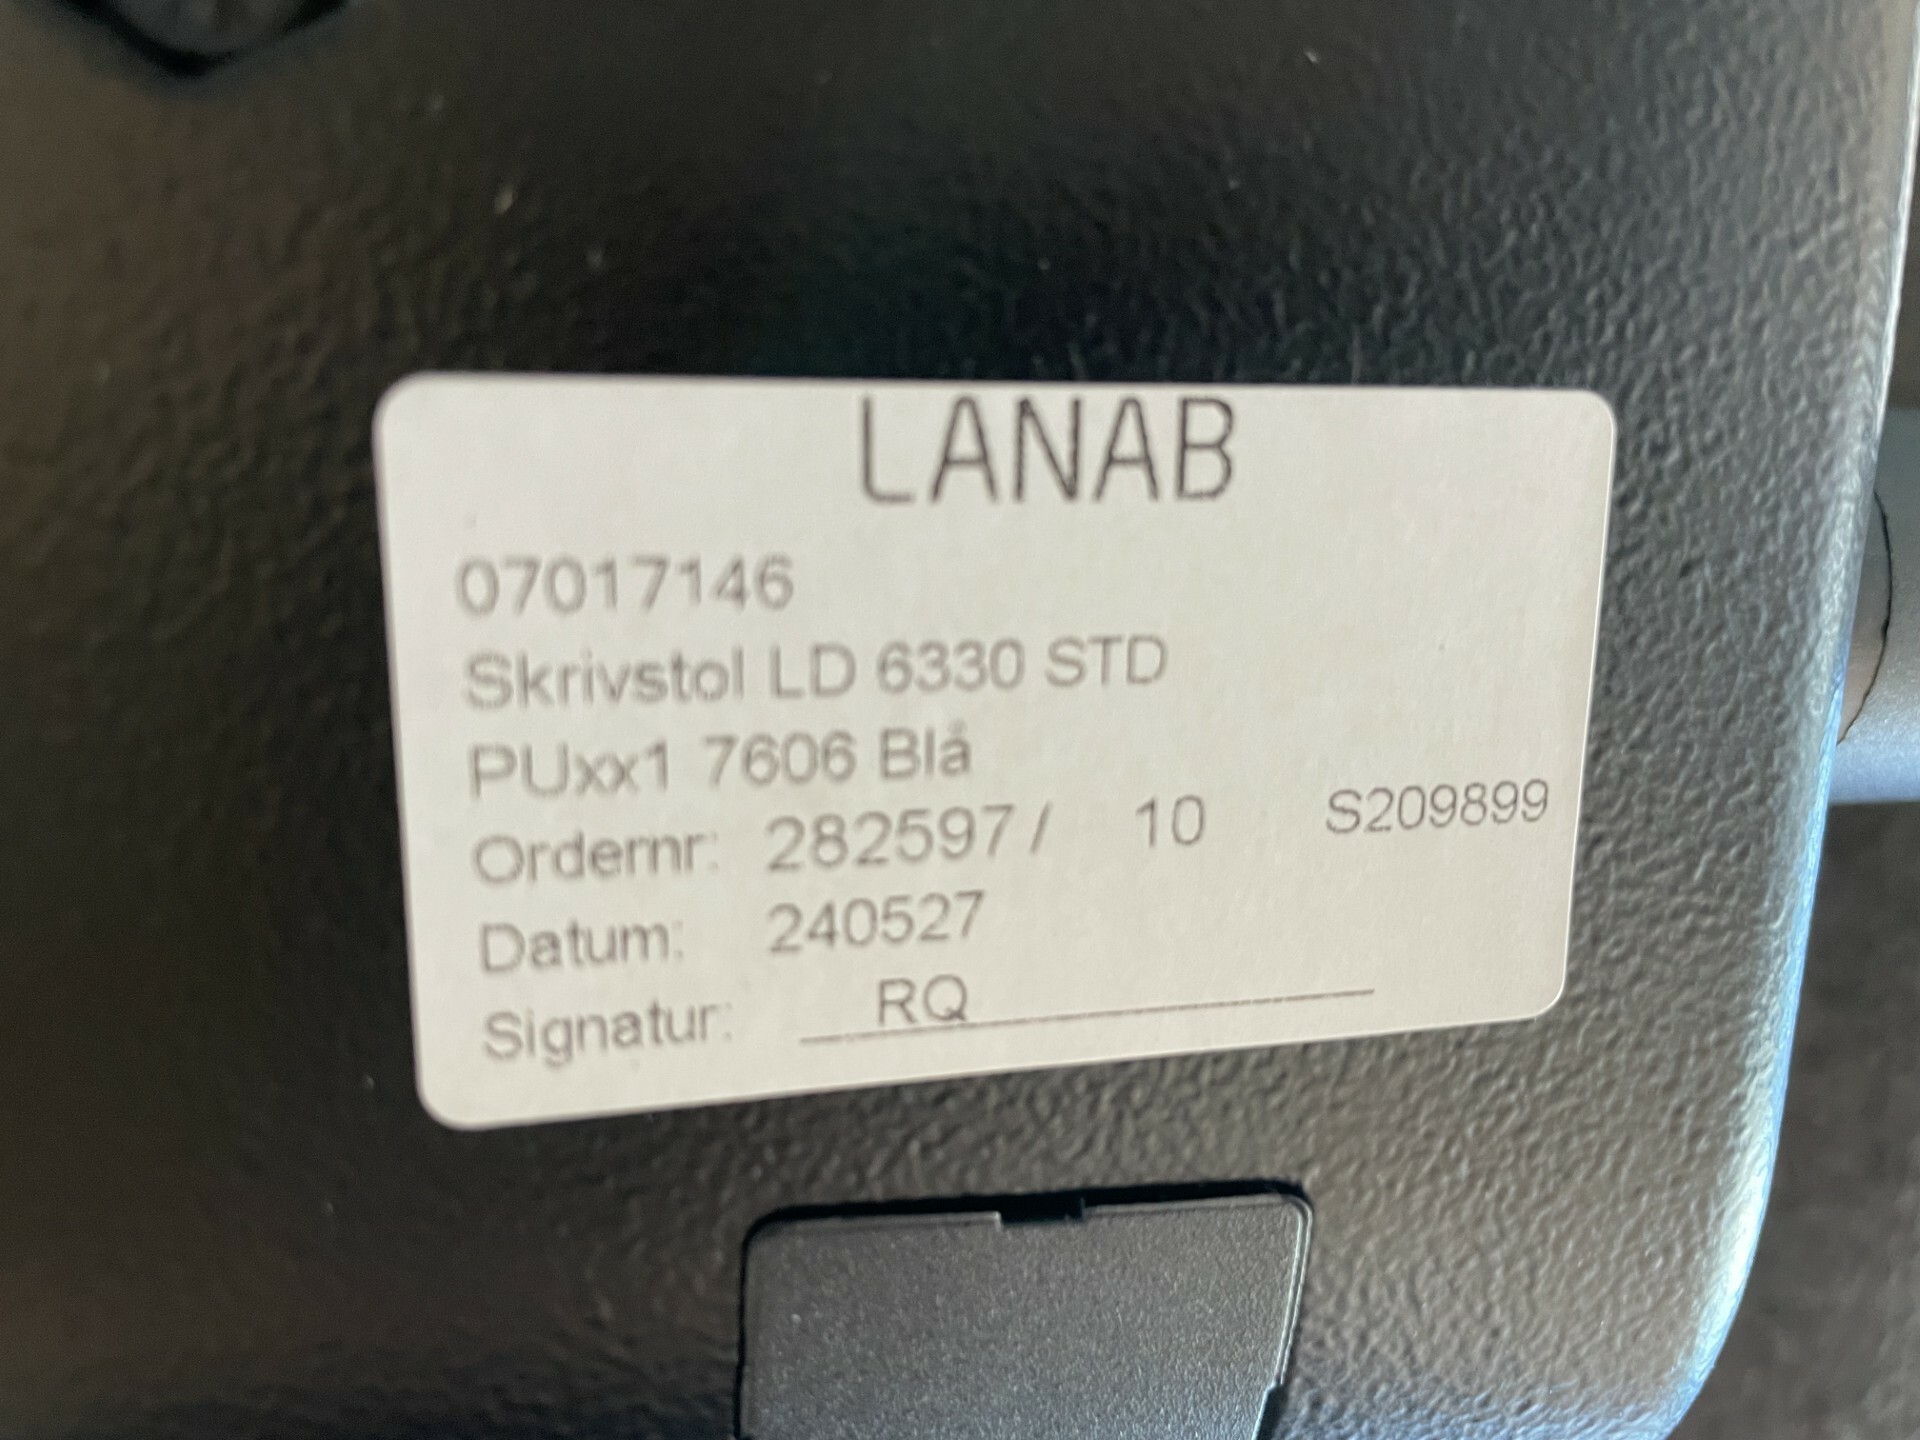 LANAB
07017146
Skrivstol LD 6330 STD
PUxx1 7606 Blå
Ordernr: 282597 / 10 S209899
Datum: 240527
Signatur: RQ